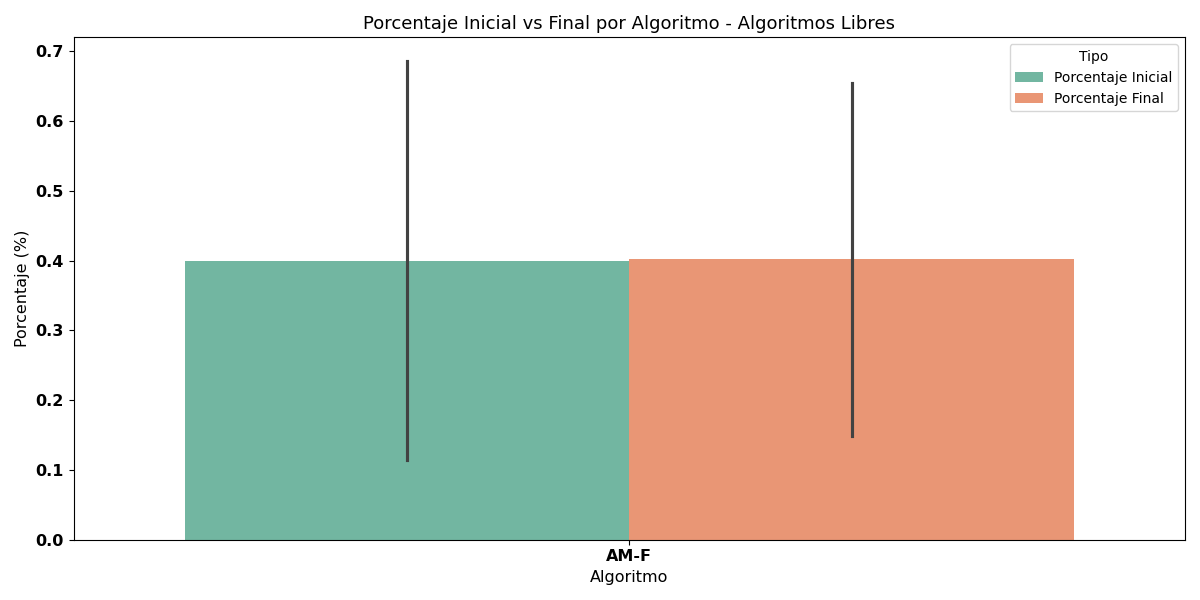 Porcentaje Inicial vs Final por Algoritmo - Algoritmos Libres
Tipo
Porcentaje Inicial
Porcentaje Final
Porcentaje (%)
0.7
0.6
0.5
0.4
0.3
0.2
0.1
0.0
AM-F
Algoritmo